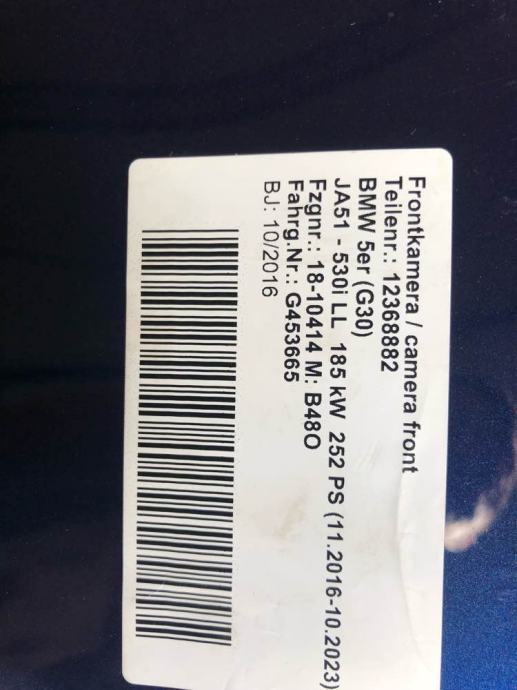 Frontkamera / camera front
Teilenr.: 12368882
BMW 5er (G30)
JA51 - 530i LL 185 kW 252 PS (11.2016-10.2023)
Fzgnr.: 18-10414 M: B48O
Fahrg.Nr.: G453665
BJ: 10/2016